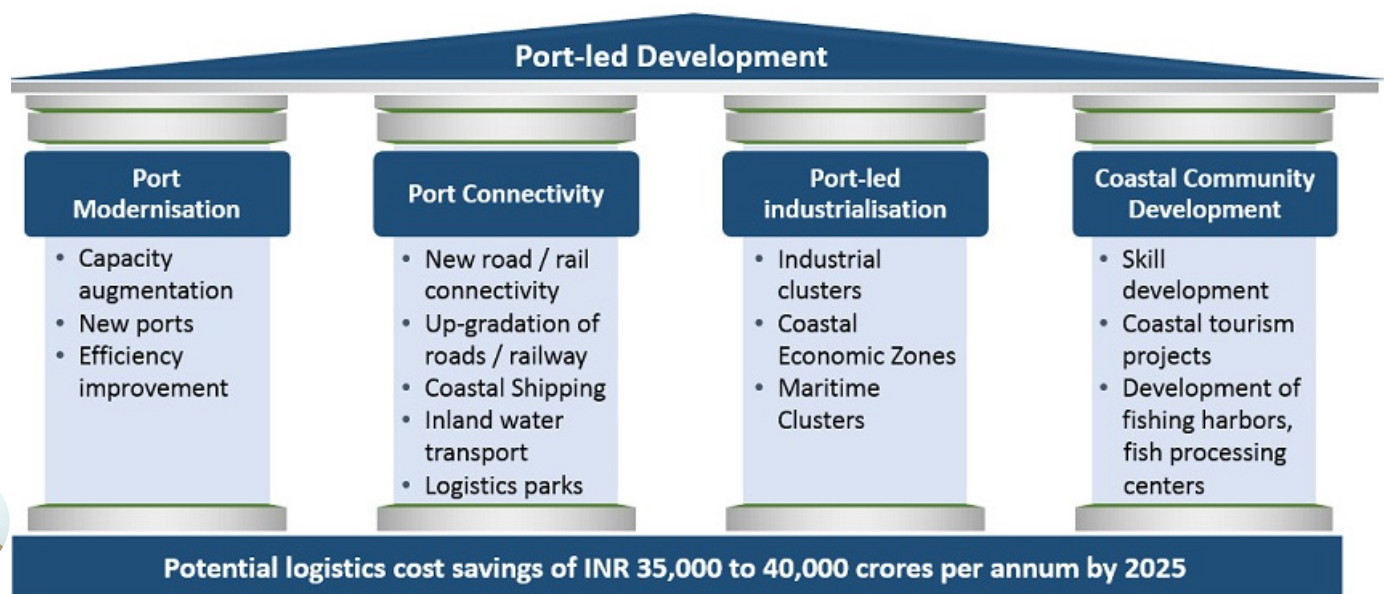 Port-led Development
Port
Modernisation
• Capacity
augmentation
• New ports
• Efficiency
improvement
Port Connectivity
• New road / rail
connectivity
• Up-gradation of
roads / railway
• Coastal Shipping
• Inland water
transport
• Logistics parks
Port-led
industrialisation
• Industrial
clusters
• Coastal
Economic Zones
• Maritime
Clusters
Coastal Community
Development
• Skill
development
• Coastal tourism
projects
• Development of
fishing harbors,
fish processing
centers
Potential logistics cost savings of INR 35,000 to 40,000 crores per annum by 2025